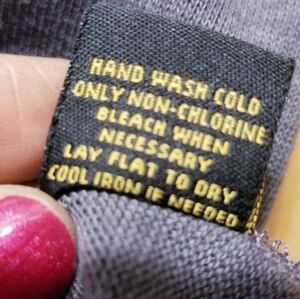 HAND WASH COLD
ONLY NON-CHLORINE
BLEACH WHEN
NECESSARY
LAY FLAT TO DRY
COOL IRON IF NEEDED